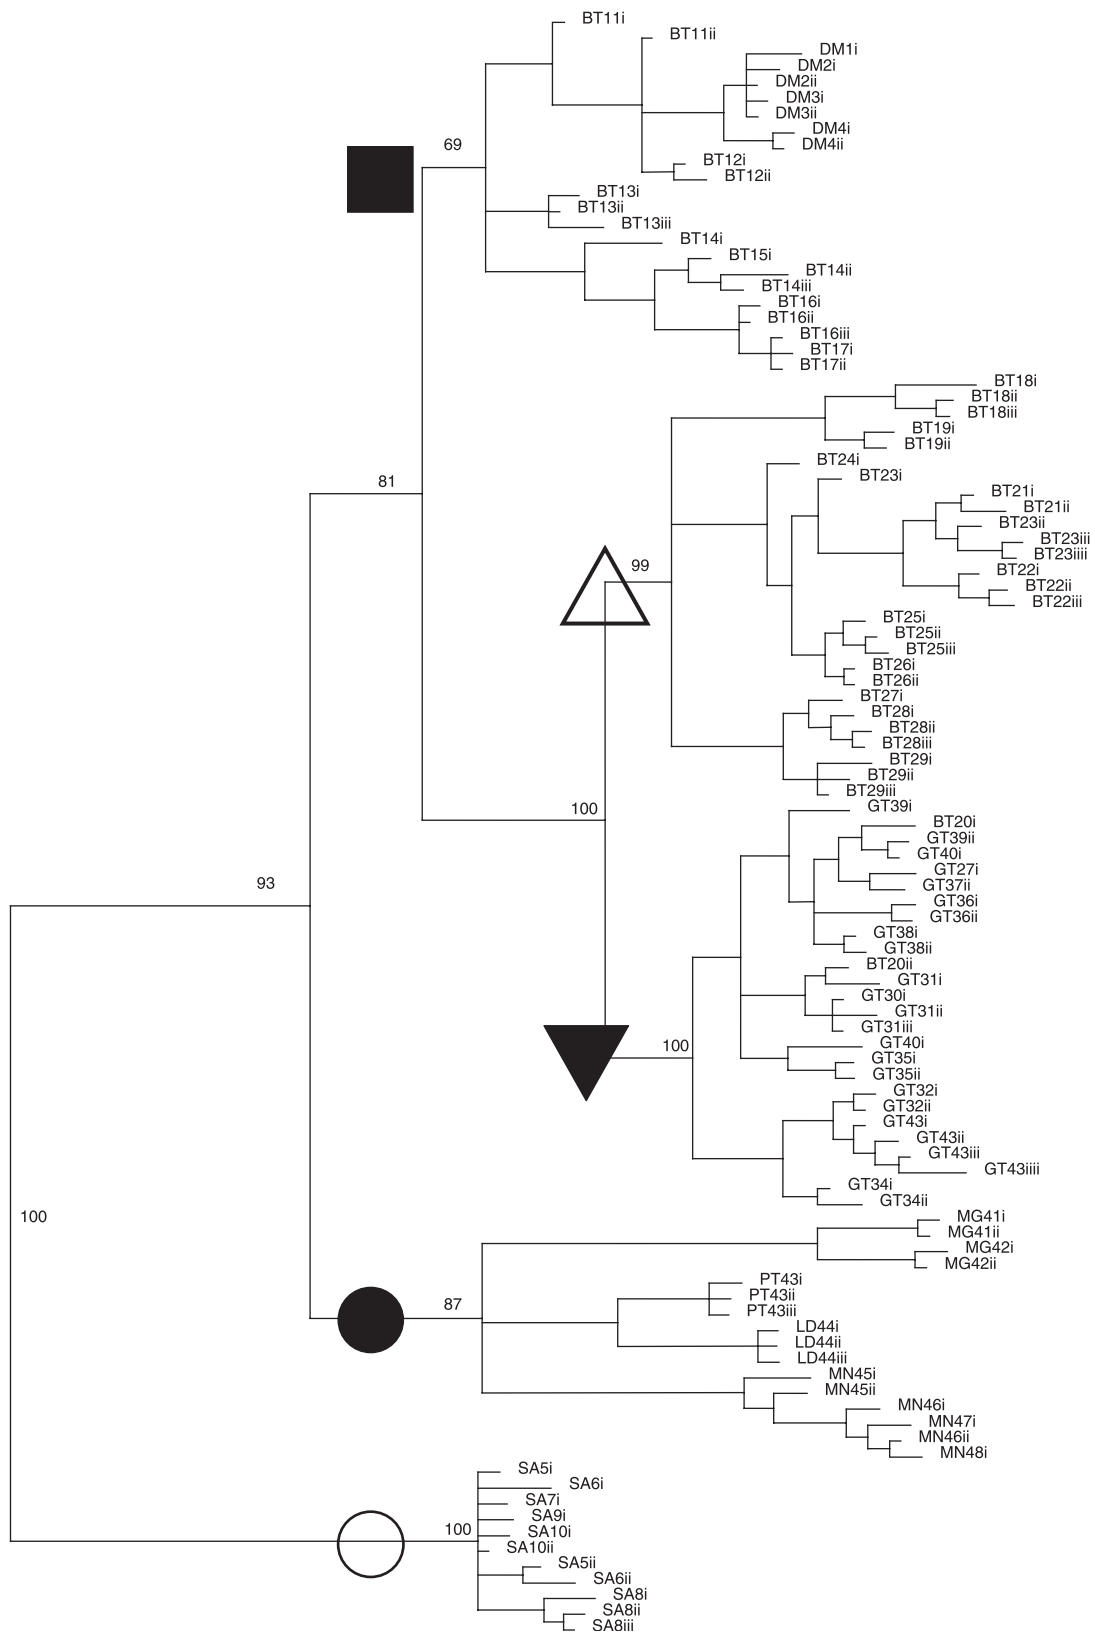 BT11i
BT11ii
DM1i
DM2i
DM2ii
DM3i
DM3ii
DM4i
DM4ii
69
BT12i
BT12ii
BT13i
BT13ii
BT13iii
BT14i
BT15i
BT14ii
BT14iii
BT16i
BT16ii
BT16iii
BT17i
BT17ii
BT18i
BT18ii
BT18iii
BT19i
BT19ii
BT24i
BT23i
81
BT21i
BT21ii
BT23ii
BT23iii
BT23iiii
99
BT22i
BT22ii
BT22iii
BT25i
BT25ii
BT25iii
BT26i
BT26ii
BT27i
BT28i
BT28ii
BT28iii
BT29i
BT29ii
BT29iii
100
GT39i
BT20i
GT39ii
GT40i
GT27i
93
GT37ii
GT36i
GT36ii
GT38i
GT38ii
BT20ii
GT31i
GT30i
GT31ii
GT31iii
100
GT40i
GT35i
GT35ii
GT32i
GT32ii
GT43i
GT43ii
GT43iii
GT43iiii
GT34i
GT34ii
100
MG41i
MG41ii
MG42i
MG42ii
PT43i
PT43ii
87
PT43iii
LD44i
LD44ii
LD44iii
MN45i
MN45ii
MN46i
MN47i
MN46ii
MN48i
SA5i
SA6i
SA7i
SA9i
100
SA10i
SA10ii
SA5ii
SA6ii
SA8i
SA8ii
SA8iii